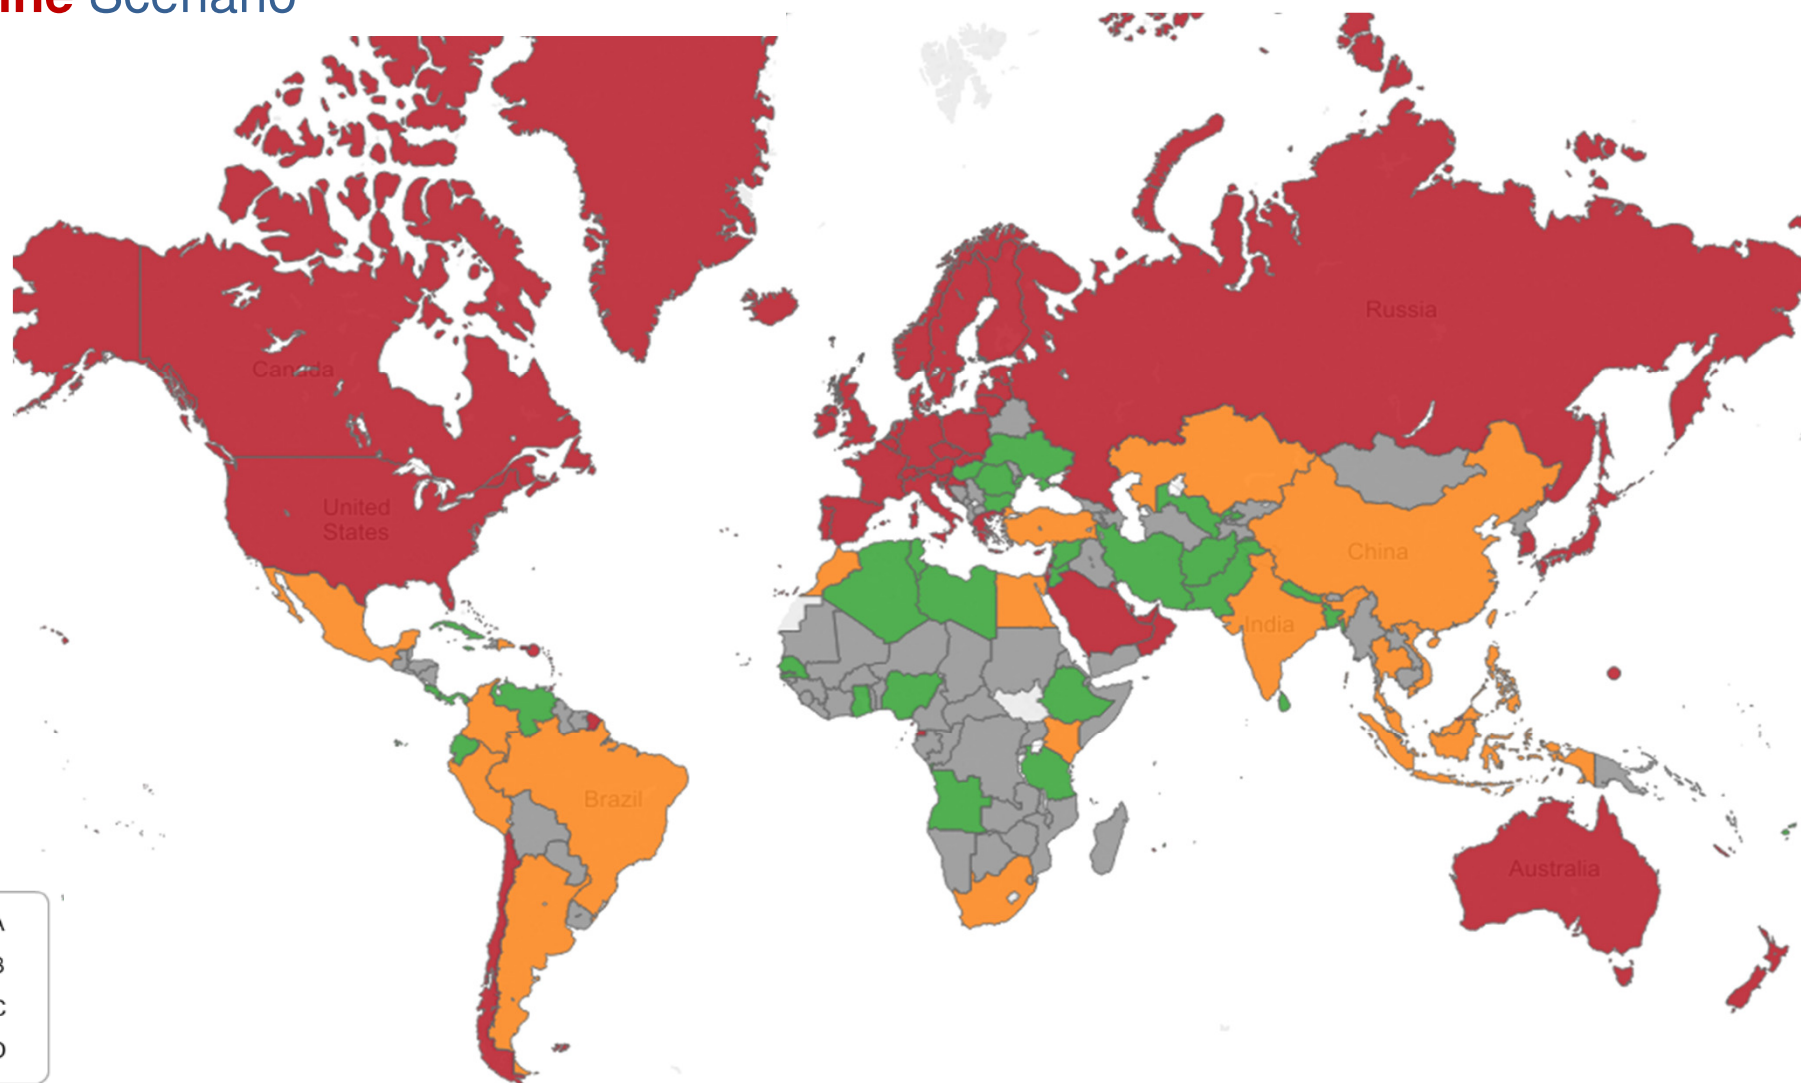 Scenario
Russia
Canada
United
States
China
India
Brazil
Australia
A
B
C
D